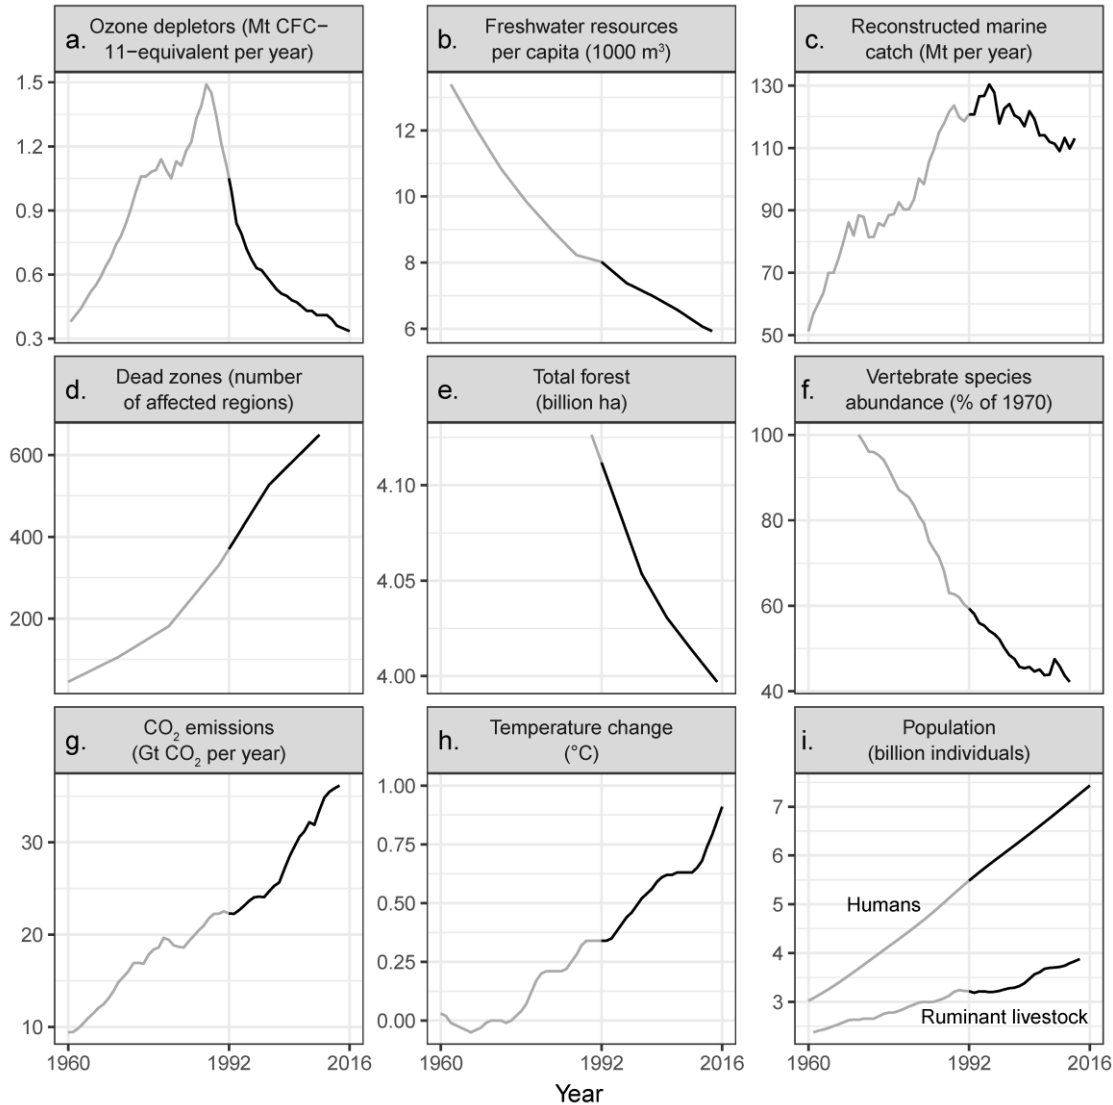 a. Ozone depletors (Mt CFC−
11−equivalent per year)
1.5
1.2
0.9
0.6
0.3
b. Freshwater resources
per capita (1000 m³)
12
10
8
6
c. Reconstructed marine
catch (Mt per year)
130
110
90
70
50
d. Dead zones (number
of affected regions)
600
400
200
e. Total forest
(billion ha)
4.10
4.05
4.00
f. Vertebrate species
abundance (% of 1970)
100
80
60
40
g. CO₂ emissions
(Gt CO₂ per year)
30
20
10
1960 1992 2016
h. Temperature change
(°C)
1.00
0.75
0.50
0.25
0.00
1960 1992 2016
i. Population
(billion individuals)
7
6
5
4
3
Humans
Ruminant livestock
1960 1992 2016
Year